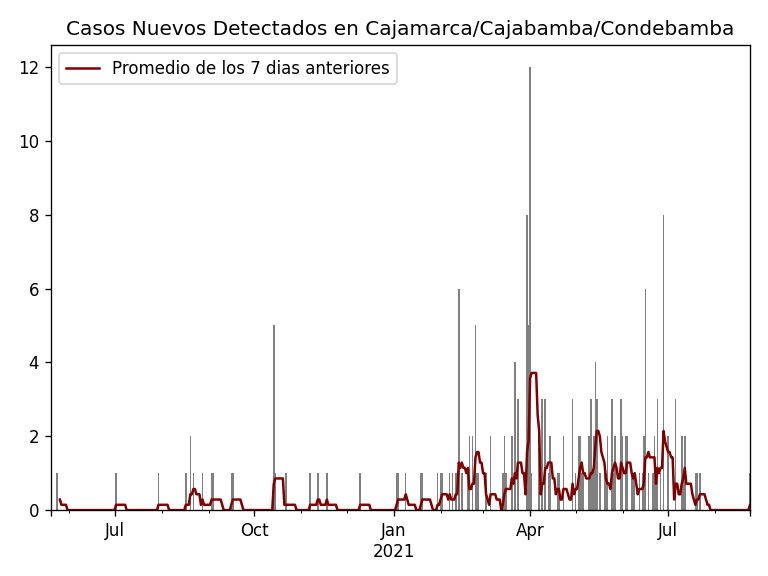 Casos Nuevos Detectados en Cajamarca/Cajabamba/Condebamba
Promedio de los 7 dias anteriores
12
10
8
6
4
2
0
Jul
Oct
Jan
Apr
Jul
2021